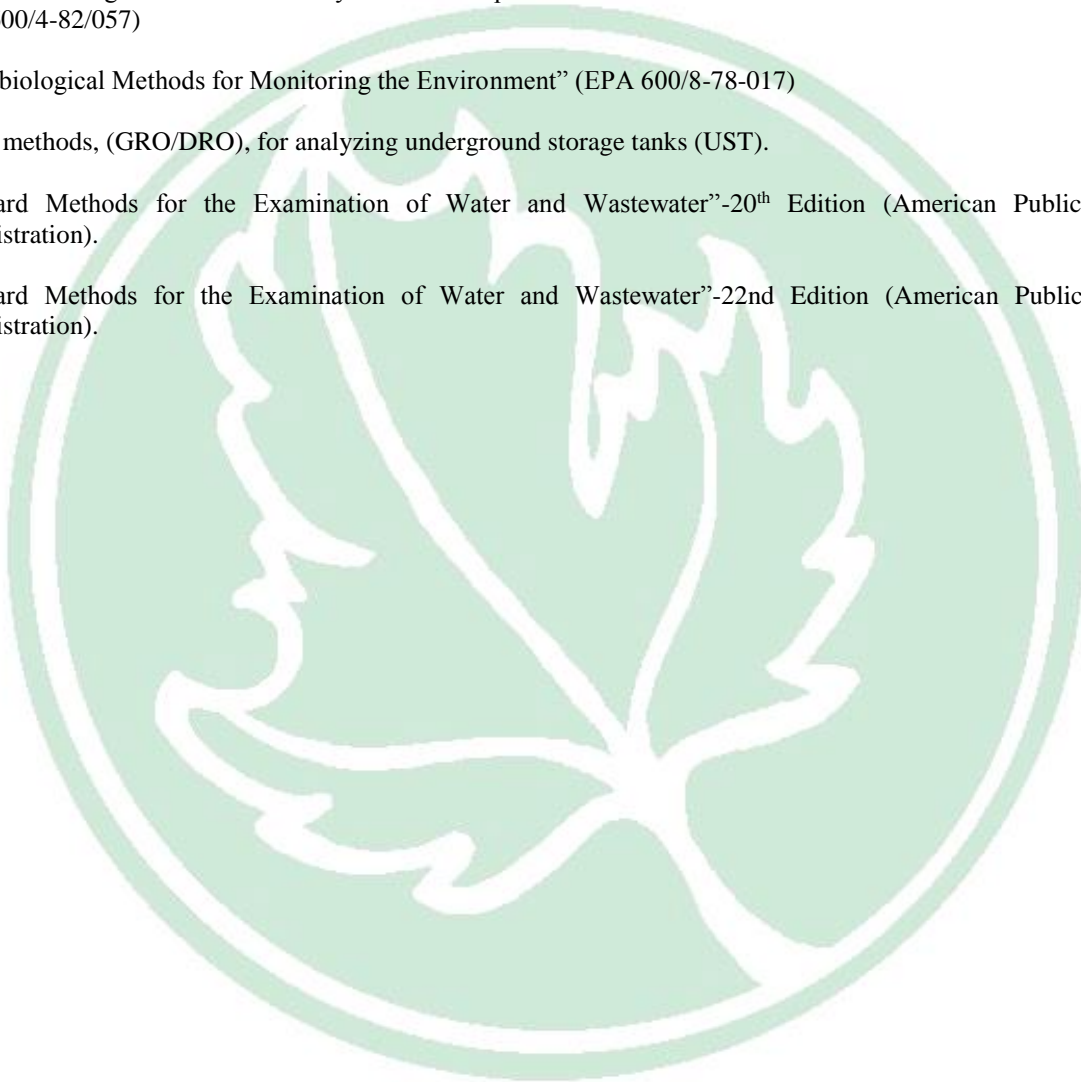 00/4-82/057)
biological Methods for Monitoring the Environment” (EPA 600/8-78-017)
methods, (GRO/DRO), for analyzing underground storage tanks (UST).
ard Methods for the Examination of Water and Wastewater”-20th Edition (American Public
istration).
ard Methods for the Examination of Water and Wastewater”-22nd Edition (American Public
istration).